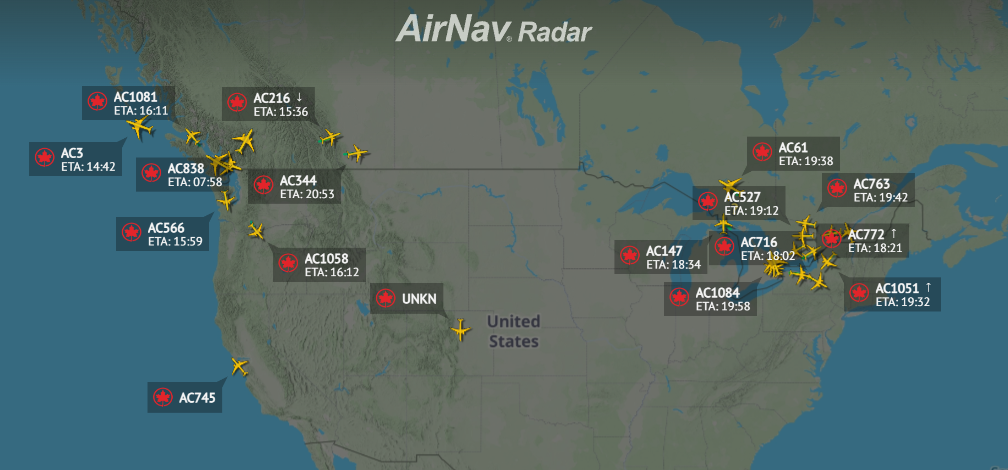 AirNav® Radar
AC1081
ETA: 16:11
AC216 ↓
ETA: 15:36
AC3
ETA: 14:42
AC838
ETA: 07:58
AC344
ETA: 20:53
AC566
ETA: 15:59
AC1058
ETA: 16:12
UNKN
AC745
United
States
AC61
ETA: 19:38
AC527
ETA: 19:12
AC763
ETA: 19:42
AC147
ETA: 18:34
AC716
ETA: 18:02
AC772 ↑
ETA: 18:21
AC1084
ETA: 19:58
AC1051 ↑
ETA: 19:32